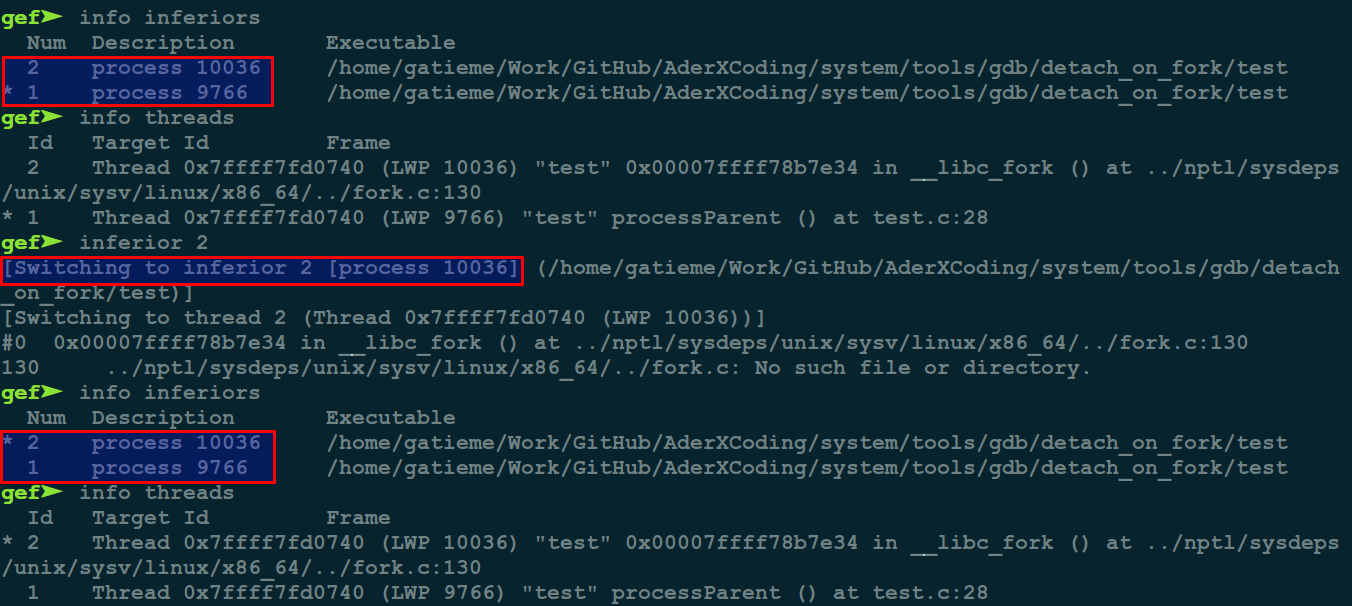 gef➤  info inferiors
  Num  Description       Executable
  2    process 10036     /home/gatieme/Work/GitHub/AderXCoding/system/tools/gdb/detach_on_fork/test
* 1    process 9766      /home/gatieme/Work/GitHub/AderXCoding/system/tools/gdb/detach_on_fork/test
gef➤  info threads
  Id   Target Id         Frame
  2    Thread 0x7ffff7fd0740 (LWP 10036) "test" 0x00007ffff78b7e34 in __libc_fork () at ../nptl/sysdeps
/unix/sysv/linux/x86_64/../fork.c:130
* 1    Thread 0x7ffff7fd0740 (LWP 9766) "test" processParent () at test.c:28
gef➤  inferior 2
[Switching to inferior 2 [process 10036] (/home/gatieme/Work/GitHub/AderXCoding/system/tools/gdb/detach
_on_fork/test)]
[Switching to thread 2 (Thread 0x7ffff7fd0740 (LWP 10036))]
#0  0x00007ffff78b7e34 in __libc_fork () at ../nptl/sysdeps/unix/sysv/linux/x86_64/../fork.c:130
130     ../nptl/sysdeps/unix/sysv/linux/x86_64/../fork.c: No such file or directory.
gef➤  info inferiors
  Num  Description       Executable
* 2    process 10036     /home/gatieme/Work/GitHub/AderXCoding/system/tools/gdb/detach_on_fork/test
  1    process 9766      /home/gatieme/Work/GitHub/AderXCoding/system/tools/gdb/detach_on_fork/test
gef➤  info threads
  Id   Target Id         Frame
* 2    Thread 0x7ffff7fd0740 (LWP 10036) "test" 0x00007ffff78b7e34 in __libc_fork () at ../nptl/sysdeps
/unix/sysv/linux/x86_64/../fork.c:130
  1    Thread 0x7ffff7fd0740 (LWP 9766) "test" processParent () at test.c:28